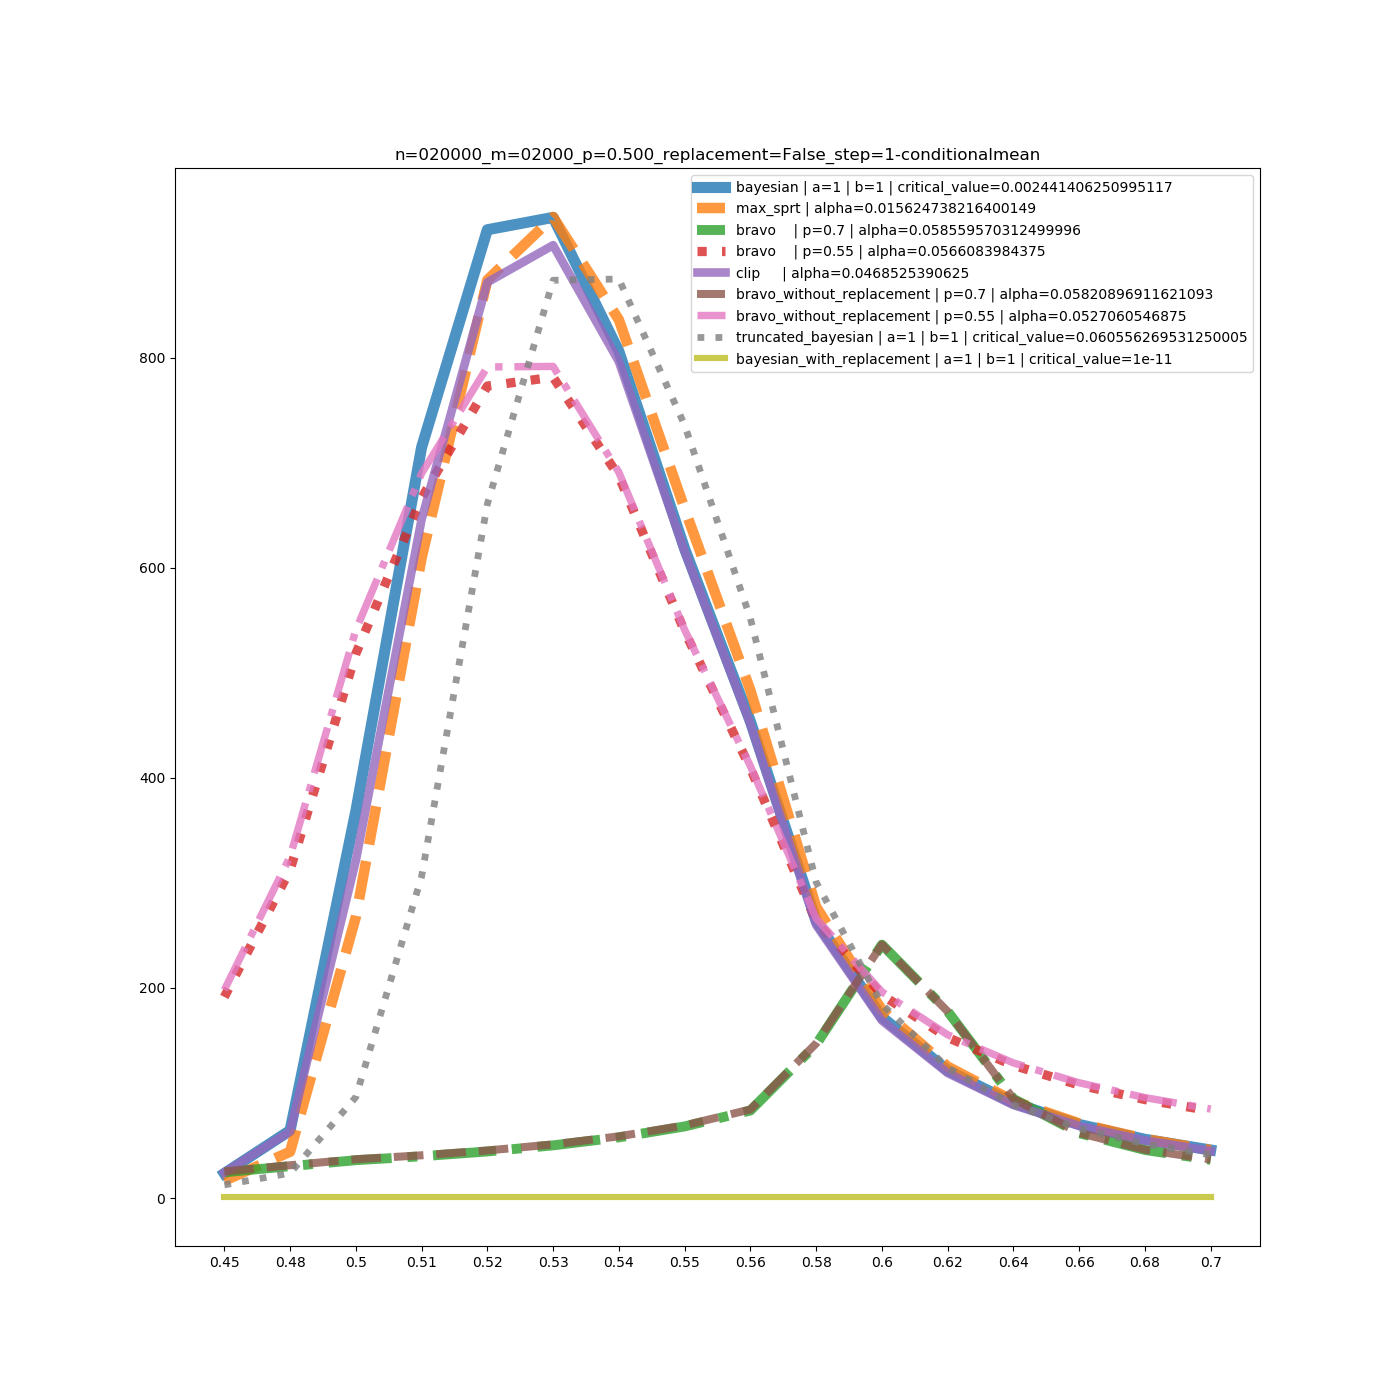 n=020000_m=02000_p=0.500_replacement=False_step=1-conditionalmean
bayesian | a=1 | b=1 | critical_value=0.002441406250995117
max_sprt | alpha=0.015624738216400149
bravo | p=0.7 | alpha=0.058559570312499996
bravo | p=0.55 | alpha=0.0566083984375
clip | alpha=0.0468525390625
bravo_without_replacement | p=0.7 | alpha=0.05820896911621093
bravo_without_replacement | p=0.55 | alpha=0.0527060546875
truncated_bayesian | a=1 | b=1 | critical_value=0.060556269531250005
bayesian_with_replacement | a=1 | b=1 | critical_value=1e-11
800
600
400
200
0
0.45 0.48 0.5 0.51 0.52 0.53 0.54 0.55 0.56 0.58 0.6 0.62 0.64 0.66 0.68 0.7